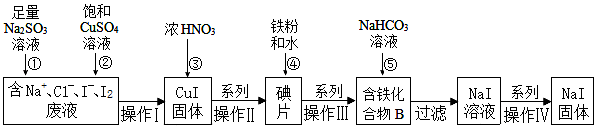 足量 饱和
Na₂SO₃ CuSO₄ 浓HNO₃ 铁粉 NaHCO₃
溶液 溶液 和水 溶液
① ② ③ ④ ⑤
含Na⁺、Cl⁻、I⁻、I₂ 废液 操作Ⅰ CuI 固体 系列 操作Ⅱ 碘 片 系列 操作Ⅲ 含铁化 合物B 过滤 NaI 溶液 系列 操作Ⅳ NaI 固体